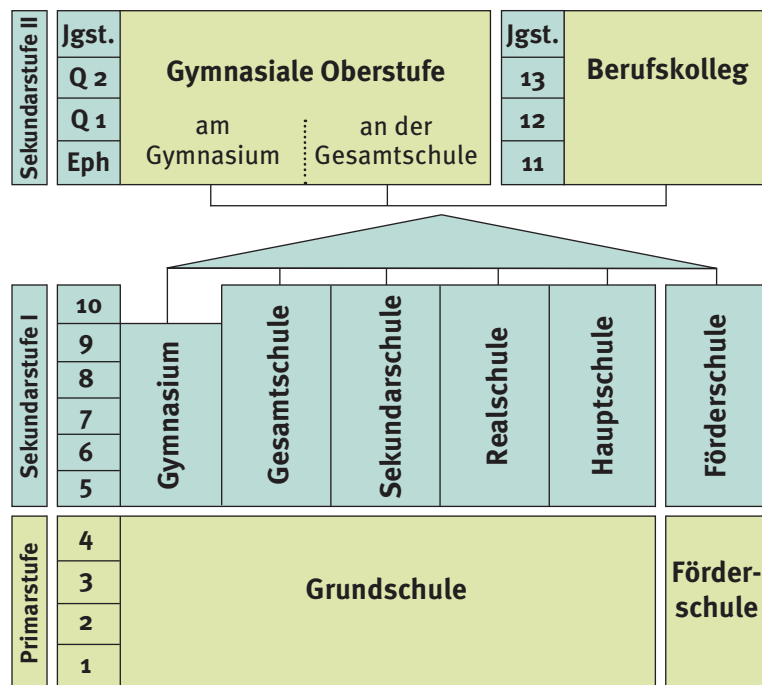 Sekundarstufe II
Jgst.
Q 2
Q 1
Eph
Gymnasiale Oberstufe
am
Gymnasium
an der
Gesamtschule
Jgst.
13
12
11
Berufskolleg
Sekundarstufe I
10
9
8
7
6
5
Gymnasium
Gesamtschule
Sekundarschule
Realschule
Hauptschule
Förderschule
Primarstufe
4
3
2
1
Grundschule
Förder-
schule